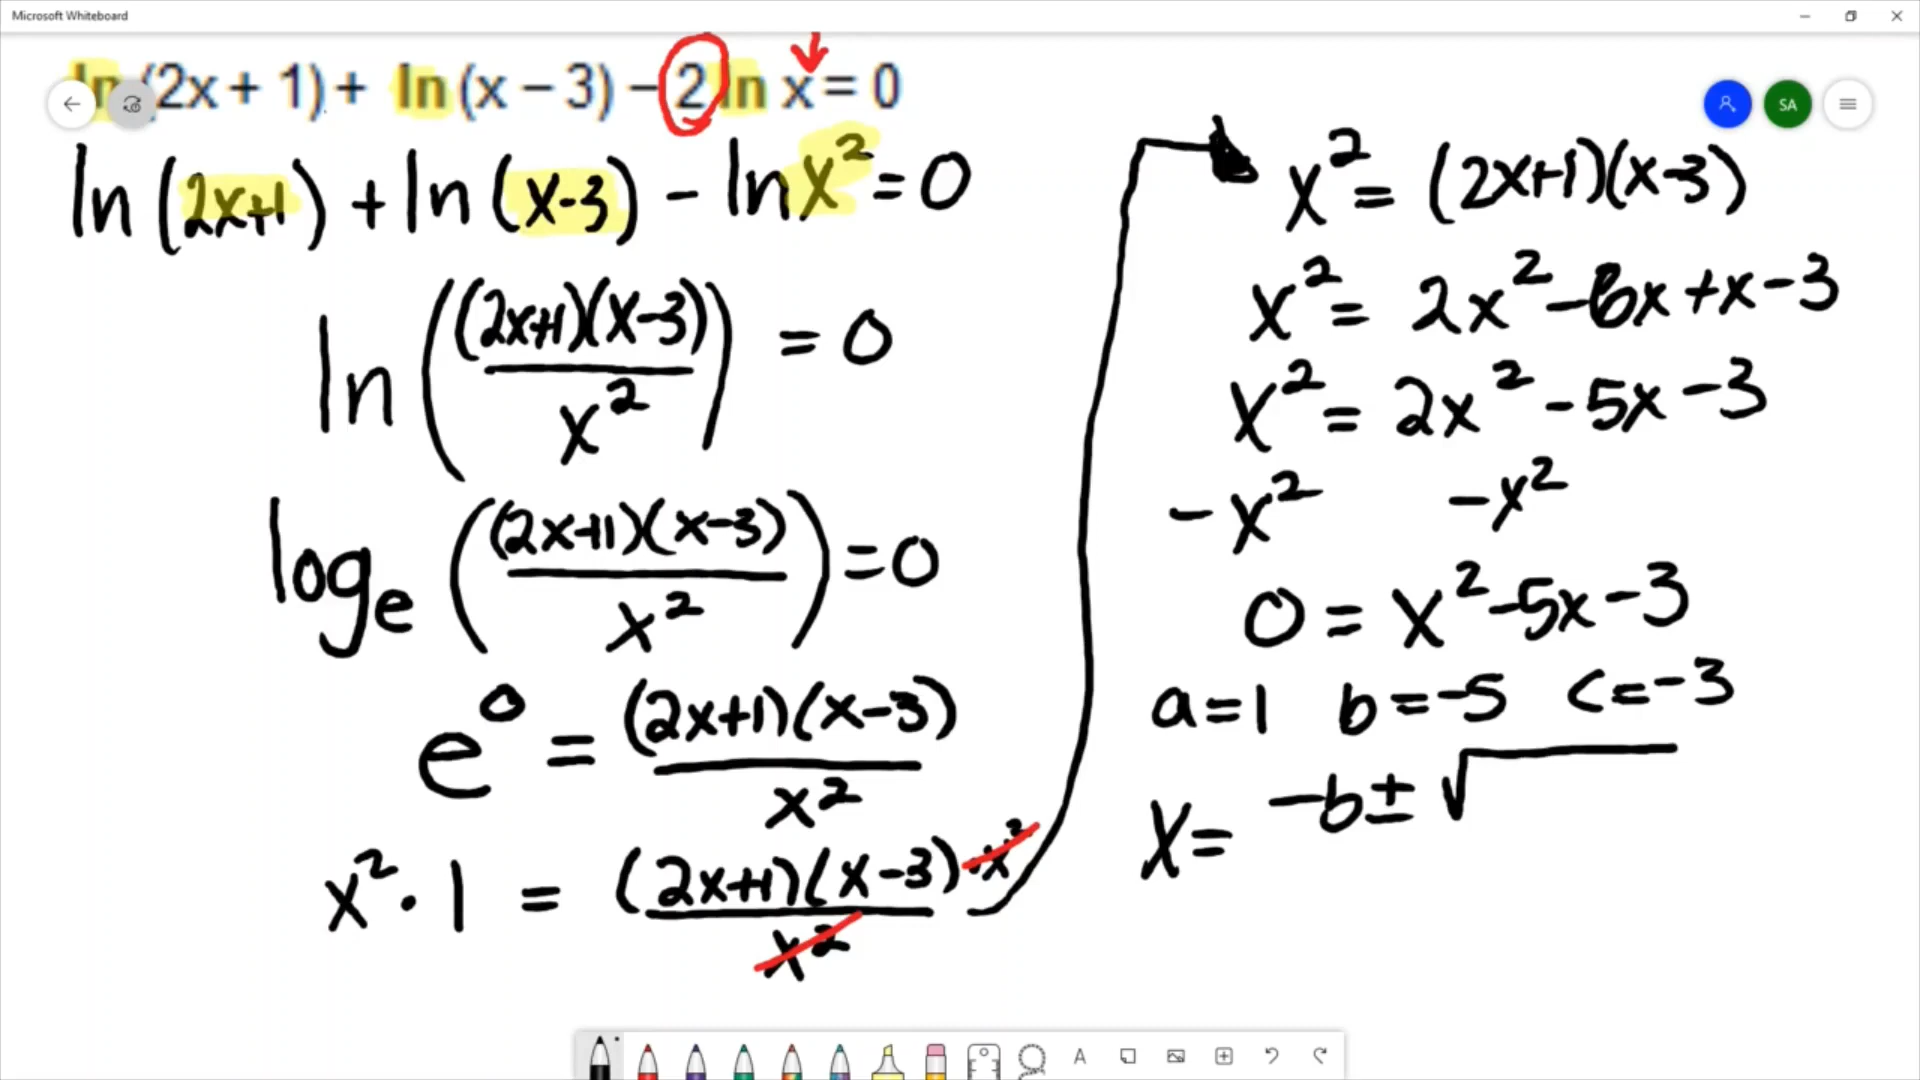 Microsoft Whiteboard
ln (2x + 1) + ln (x − 3) − 2 ln x = 0
SA
ln (2x+1) + ln (x-3) - ln x² = 0
ln ((2x+1)(x-3) / x²) = 0
logₑ ((2x+1)(x-3) / x²) = 0
e⁰ = (2x+1)(x-3) / x²
x² · 1 = (2x+1)(x-3) · x² / x²
x² = (2x+1)(x-3)
x² = 2x² - 6x + x - 3
x² = 2x² - 5x - 3
-x² -x²
0 = x² - 5x - 3
a=1 b=-5 c=-3
x = -b ± √
A